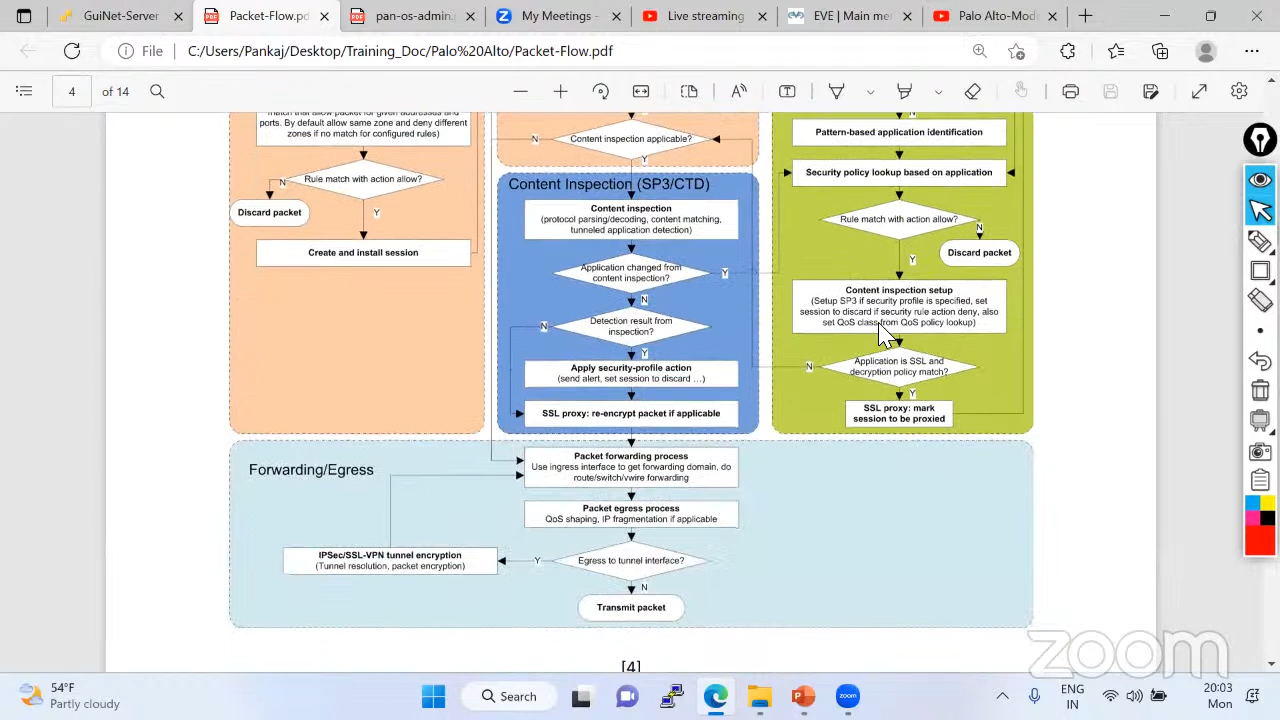 GuiNet-Serv
Packet-Flow.p
pan-os-admin
My Meetings
Live streaming
EVE | Main me
Palo Alto-Mod
File
C:/Users/Pankaj/Desktop/Training_Doc/Palo%20Alto/Packet-Flow.pdf
4
of 14
match that allow packet for given addresses and
ports. By default allow same zone and deny different
zones if no match for configured rules)
Rule match with action allow?
N
Y
Discard packet
Create and install session
N
Content inspection applicable?
Y
Content Inspection (SP3/CTD)
Content inspection
(protocol parsing/decoding, content matching,
tunneled application detection)
Application changed from
content inspection?
Y
N
Detection result from
inspection?
N
Y
Apply security-profile action
(send alert, set session to discard ...)
SSL proxy: re-encrypt packet if applicable
N
Pattern-based application identification
Security policy lookup based on application
Rule match with action allow?
N
Y
Discard packet
Content inspection setup
(Setup SP3 if security profile is specified, set
session to discard if security rule action deny, also
set QoS class from QoS policy lookup)
Application is SSL and
decryption policy match?
N
Y
SSL proxy: mark
session to be proxied
Forwarding/Egress
Packet forwarding process
Use ingress interface to get forwarding domain, do
route/switch/vwire forwarding
Packet egress process
QoS shaping, IP fragmentation if applicable
IPSec/SSL-VPN tunnel encryption
(Tunnel resolution, packet encryption)
Y
Egress to tunnel interface?
N
Transmit packet
[4]
zoom
54°F
Partly cloudy
Search
zoom
ENG
IN
20:03
Mon